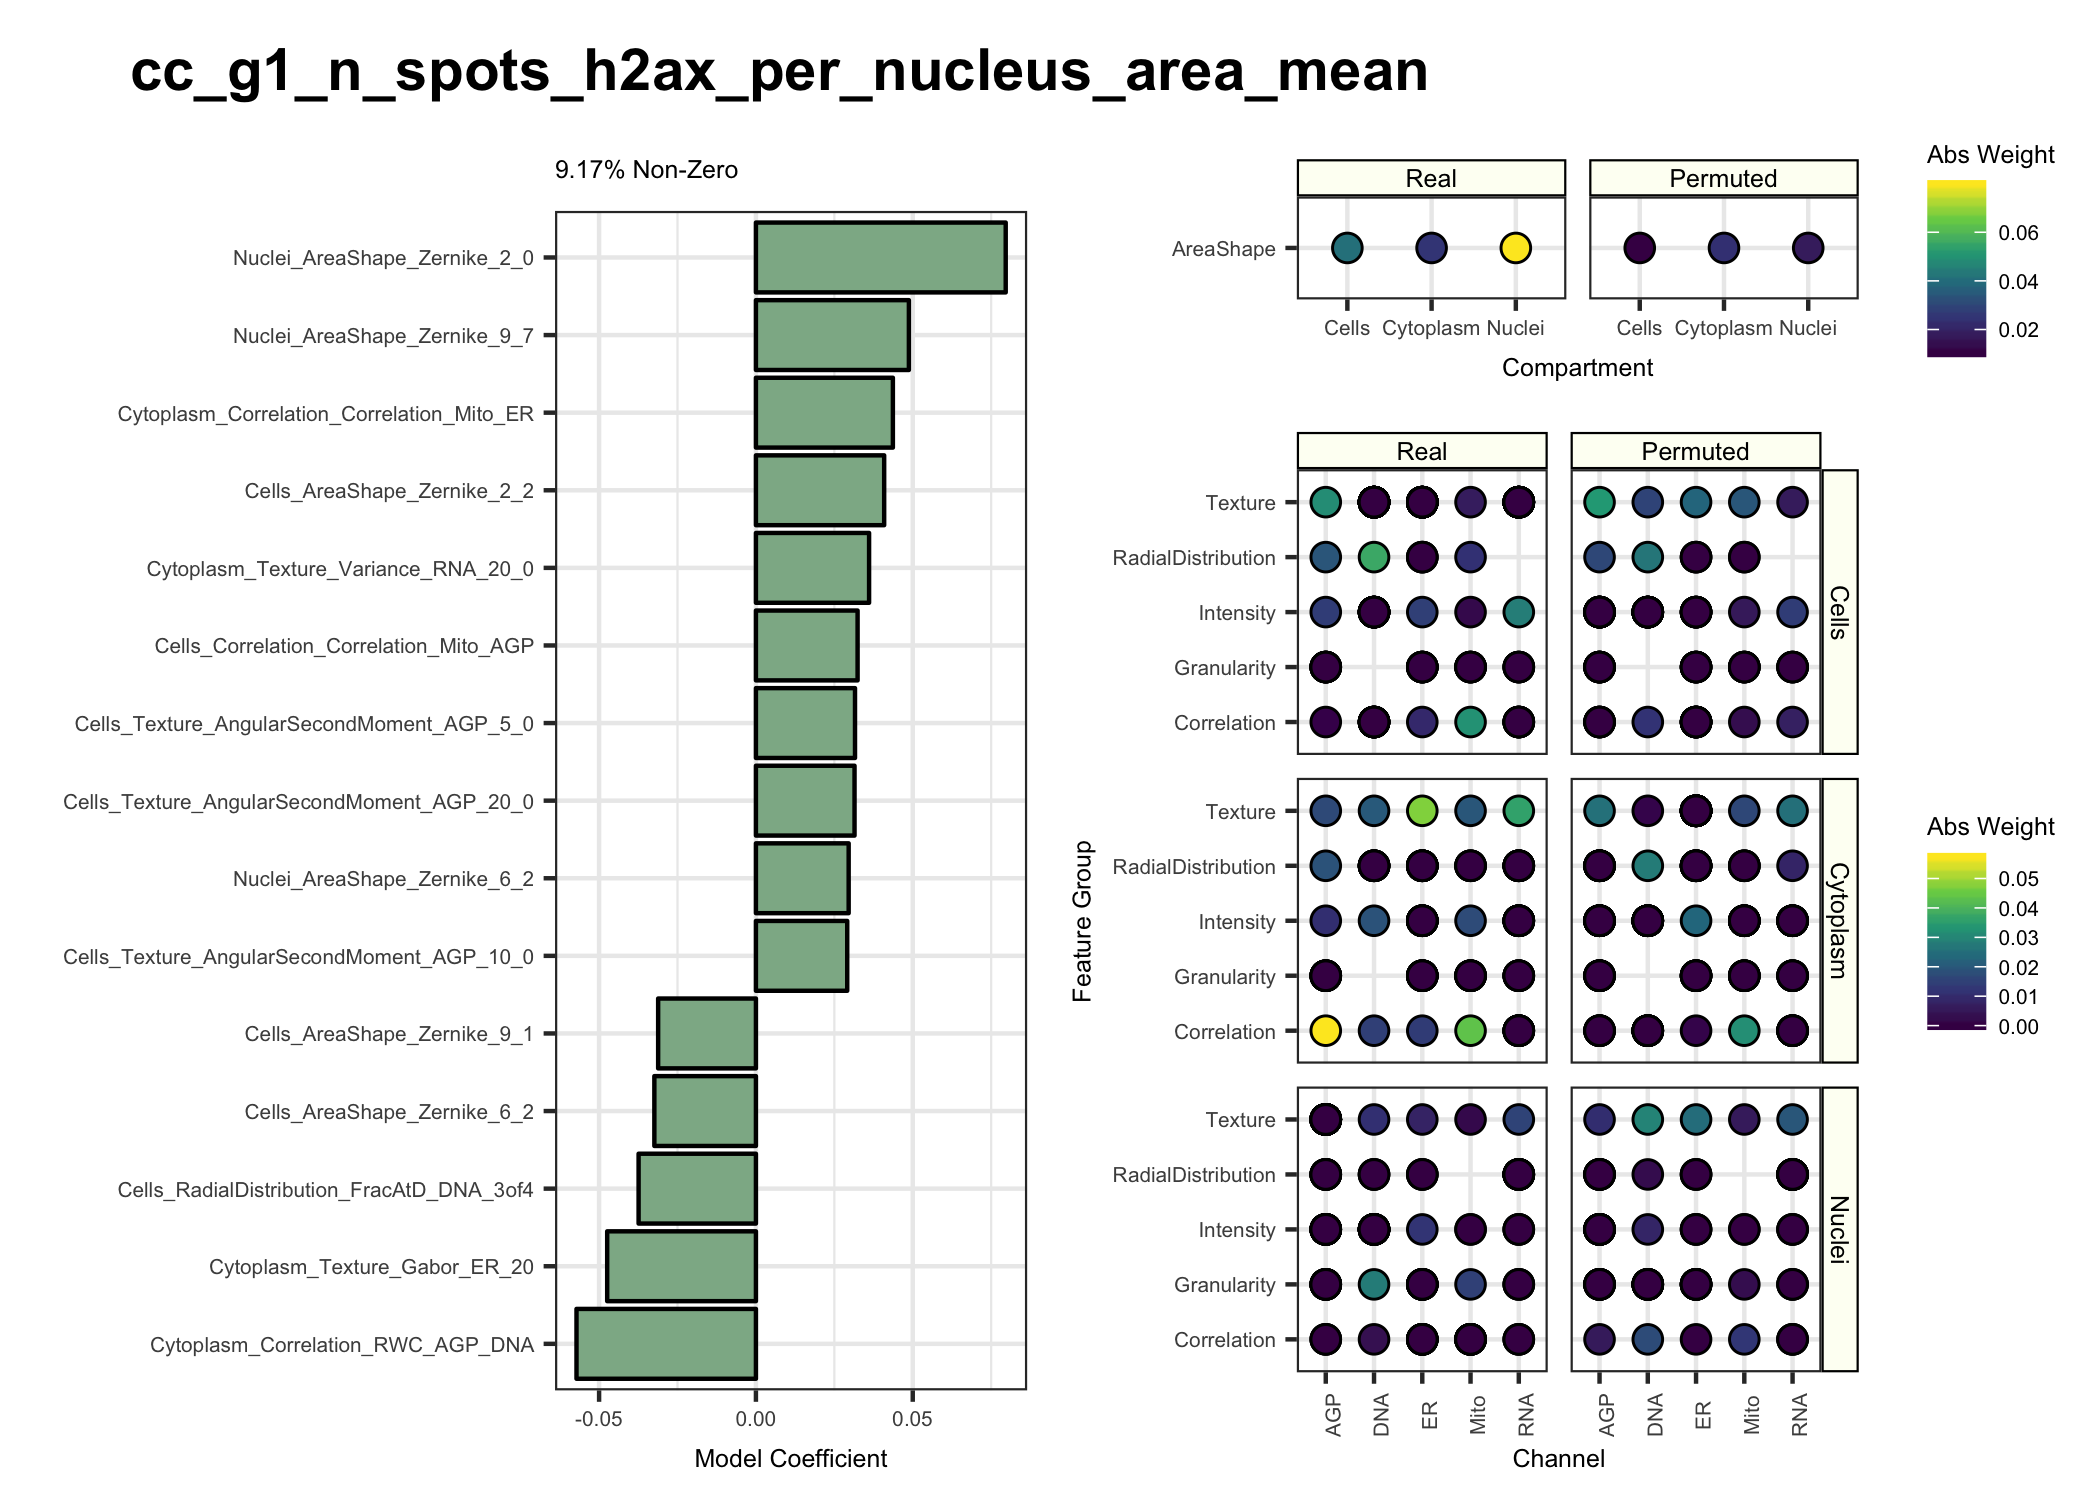 cc_g1_n_spots_h2ax_per_nucleus_area_mean
9.17% Non-Zero
Nuclei_AreaShape_Zernike_2_0
Nuclei_AreaShape_Zernike_9_7
Cytoplasm_Correlation_Correlation_Mito_ER
Cells_AreaShape_Zernike_2_2
Cytoplasm_Texture_Variance_RNA_20_0
Cells_Correlation_Correlation_Mito_AGP
Cells_Texture_AngularSecondMoment_AGP_5_0
Cells_Texture_AngularSecondMoment_AGP_20_0
Nuclei_AreaShape_Zernike_6_2
Cells_Texture_AngularSecondMoment_AGP_10_0
Cells_AreaShape_Zernike_9_1
Cells_AreaShape_Zernike_6_2
Cells_RadialDistribution_FracAtD_DNA_3of4
Cytoplasm_Texture_Gabor_ER_20
Cytoplasm_Correlation_RWC_AGP_DNA
-0.05 0.00 0.05
Model Coefficient
Real Permuted
AreaShape
Cells Cytoplasm Nuclei Cells Cytoplasm Nuclei
Compartment
Abs Weight
0.06
0.04
0.02
Feature Group
Real Permuted
Texture
RadialDistribution
Intensity
Granularity
Correlation
Cells
Texture
RadialDistribution
Intensity
Granularity
Correlation
Cytoplasm
Texture
RadialDistribution
Intensity
Granularity
Correlation
Nuclei
AGP DNA ER Mito RNA AGP DNA ER Mito RNA
Channel
Abs Weight
0.05
0.04
0.03
0.02
0.01
0.00